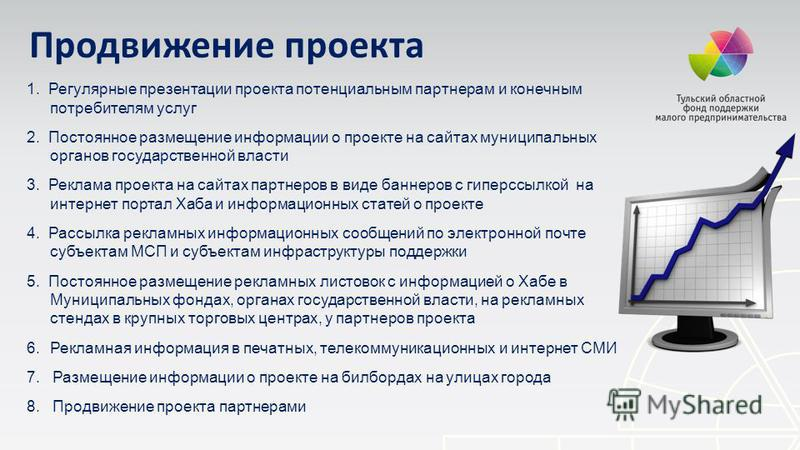 Продвижение проекта
1. Регулярные презентации проекта потенциальным партнерам и конечным
потребителям услуг
2. Постоянное размещение информации о проекте на сайтах муниципальных
органов государственной власти
3. Реклама проекта на сайтах партнеров в виде баннеров с гиперссылкой на
интернет портал Хаба и информационных статей о проекте
4. Рассылка рекламных информационных сообщений по электронной почте
субъектам МСП и субъектам инфраструктуры поддержки
5. Постоянное размещение рекламных листовок с информацией о Хабе в
Муниципальных фондах, органах государственной власти, на рекламных
стендах в крупных торговых центрах, у партнеров проекта
6. Рекламная информация в печатных, телекоммуникационных и интернет СМИ
7. Размещение информации о проекте на билбордах на улицах города
8. Продвижение проекта партнерами
Тульский областной
фонд поддержки
малого предпринимательства
MyShared